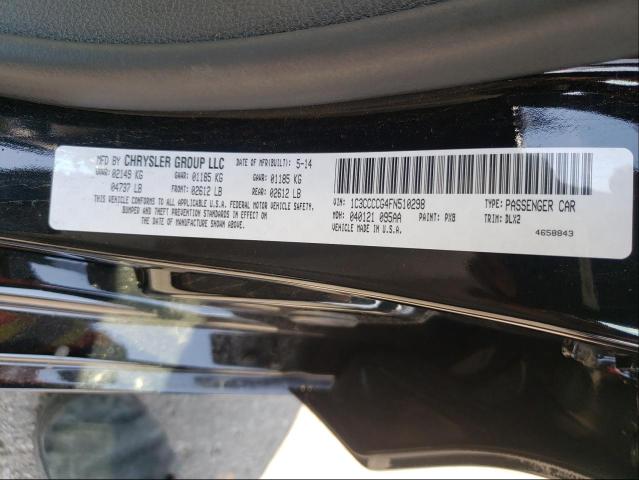 MFD BY CHRYSLER GROUP LLC DATE OF MFR(BUILT): 5-14
GVWR: 02149 KG GAWR: 01185 KG GAWR: 01185 KG
04737 LB FRONT: 02612 LB REAR: 02612 LB
THIS VEHICLE CONFORMS TO ALL APPLICABLE U.S.A. FEDERAL MOTOR VEHICLE SAFETY,
BUMPER AND THEFT PREVENTION STANDARDS IN EFFECT ON
THE DATE OF MANUFACTURE SHOWN ABOVE.
VIN: 1C3CCCCG4FN510298 TYPE: PASSENGER CAR
MDH: 040121 095AA PAINT: PX8 TRIM: DLX2
VEHICLE MADE IN U.S.A.
4658843